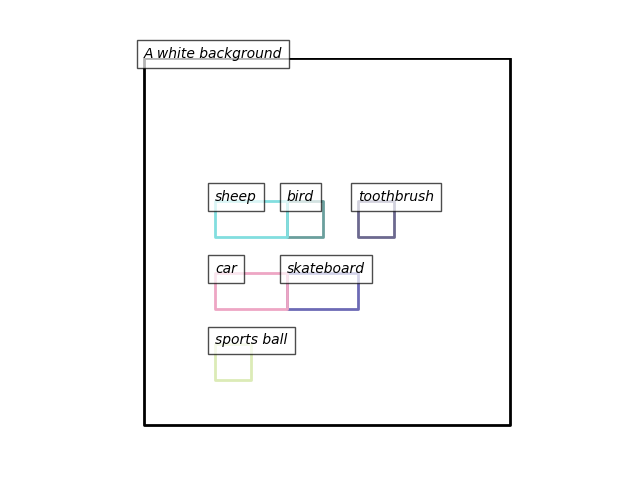 A white background
sheep
bird
toothbrush
car
skateboard
sports ball